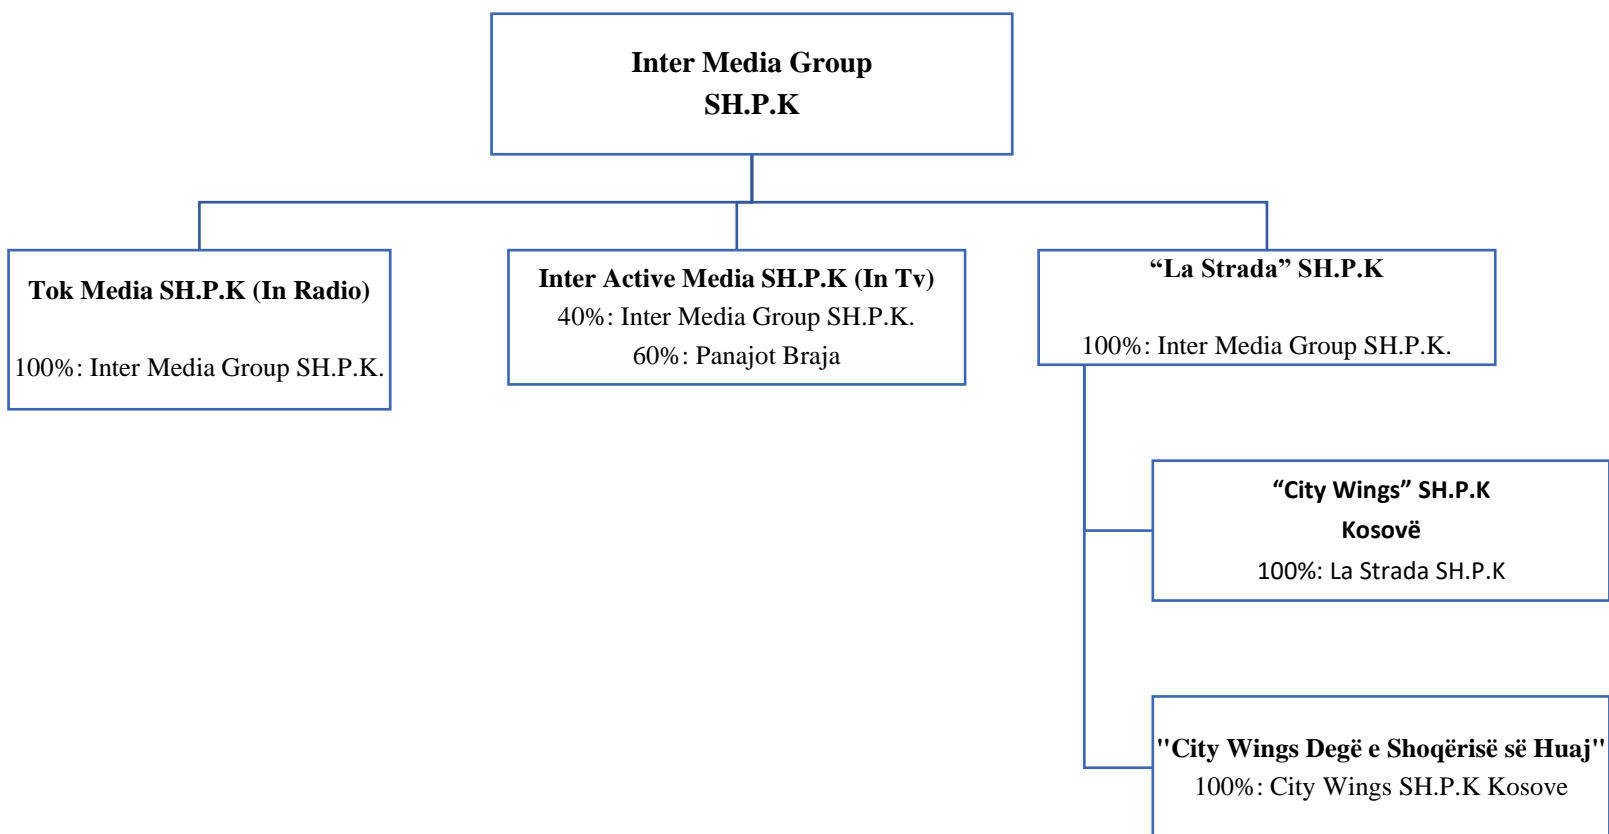 Inter Media Group
SH.P.K
Tok Media SH.P.K (In Radio)
100%: Inter Media Group SH.P.K.
Inter Active Media SH.P.K (In Tv)
40%: Inter Media Group SH.P.K.
60%: Panajot Braja
“La Strada” SH.P.K
100%: Inter Media Group SH.P.K.
“City Wings” SH.P.K
Kosovë
100%: La Strada SH.P.K
"City Wings Degë e Shoqërisë së Huaj"
100%: City Wings SH.P.K Kosove